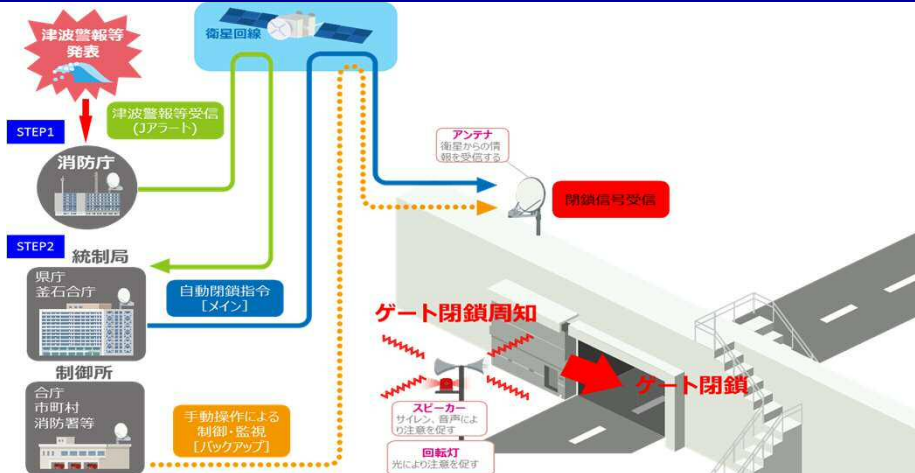 津波警報等
発表
衛星回線
津波警報等受信
(Jアラート)
STEP1
消防庁
アンテナ
衛星からの情
報を受信する
閉鎖信号受信
STEP2
統制局
県庁
釜石合庁
自動閉鎖指令
[メイン]
ゲート閉鎖周知
制御所
合庁
市町村
消防署等
手動操作による
制御・監視
[バックアップ]
ゲート閉鎖
スピーカー
サイレン、音声によ
り注意を促す
回転灯
光により注意を促す